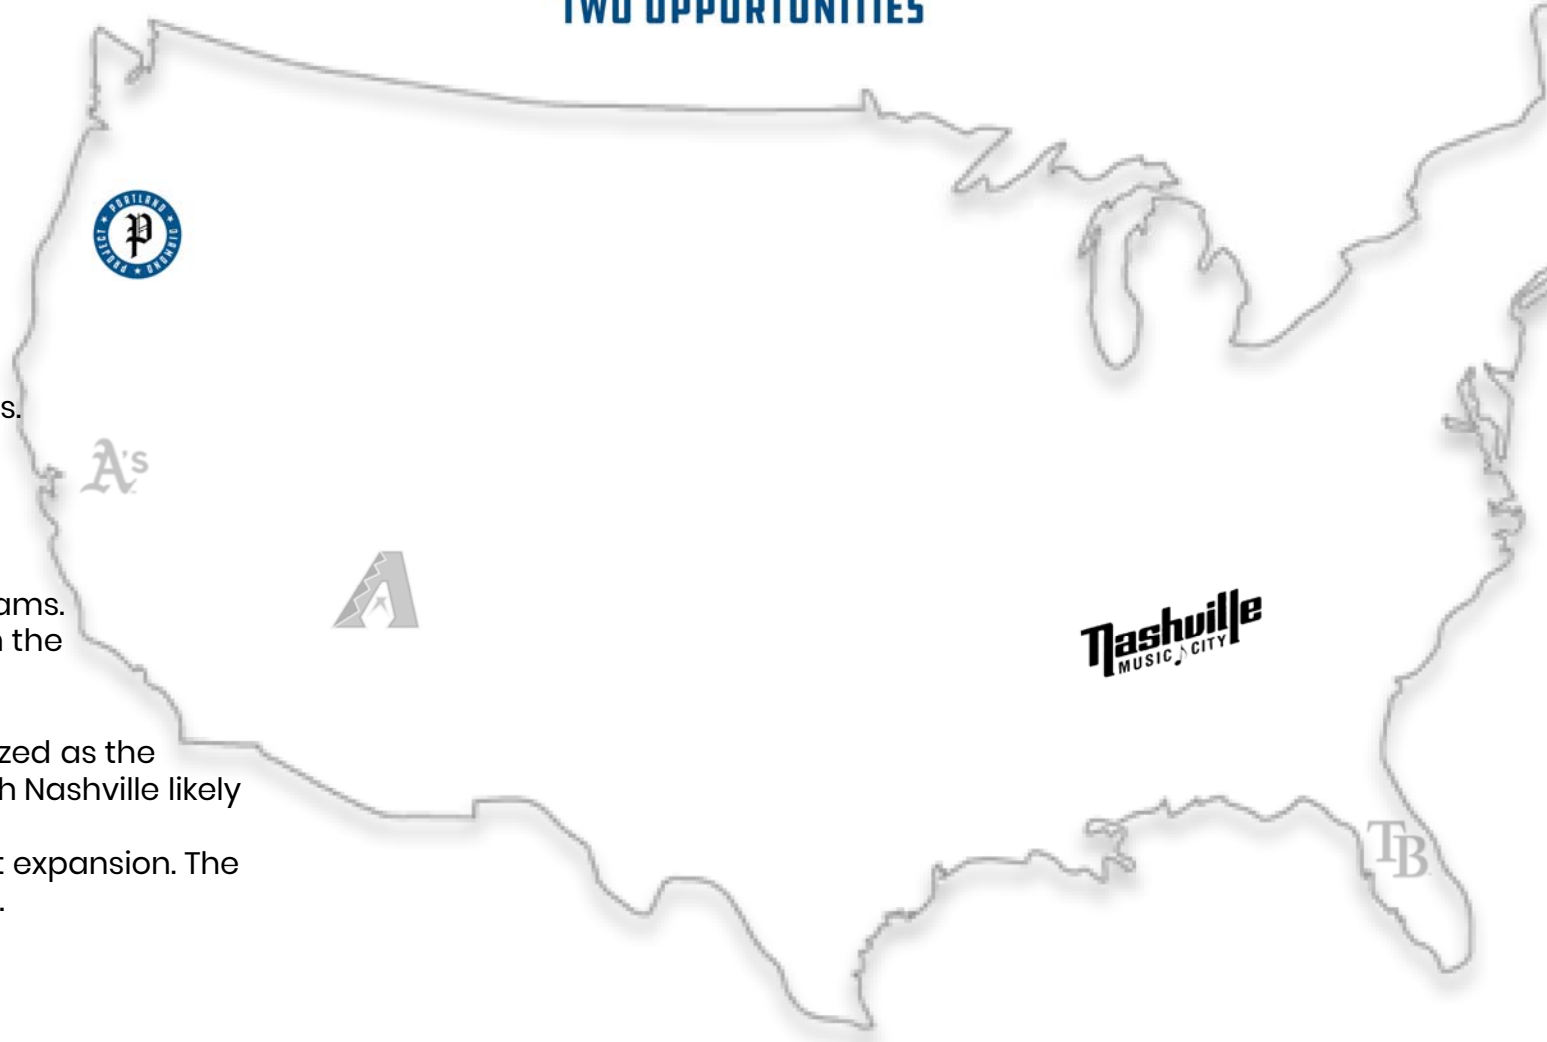 TWO OPPORTUNITIES
PORTLAND
DIAMOND
PROJECT
P
s.
A's
ams.
n the
Nashville
MUSIC CITY
zed as the
h Nashville likely
t expansion. The
.
TB